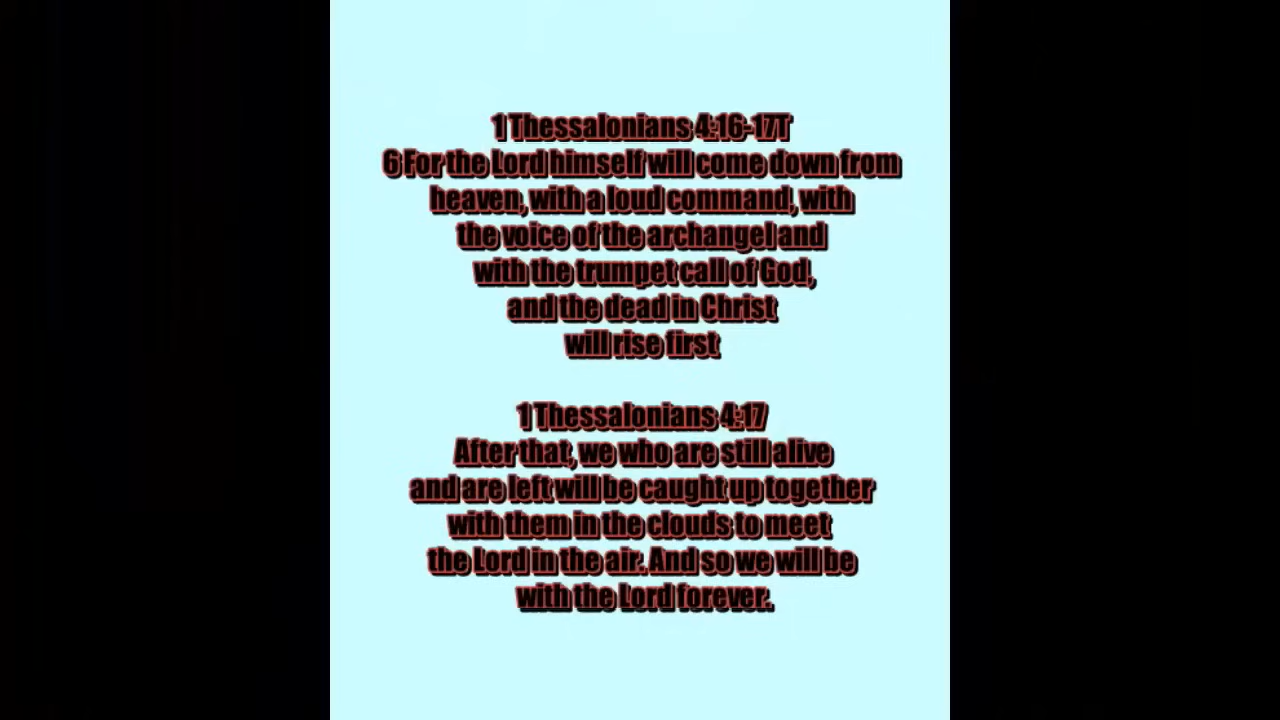 1 Thessalonians 4:16-17T
6 For the Lord himself will come down from
heaven, with a loud command, with
the voice of the archangel and
with the trumpet call of God,
and the dead in Christ
will rise first
1 Thessalonians 4:17
After that, we who are still alive
and are left will be caught up together
with them in the clouds to meet
the Lord in the air. And so we will be
with the Lord forever.